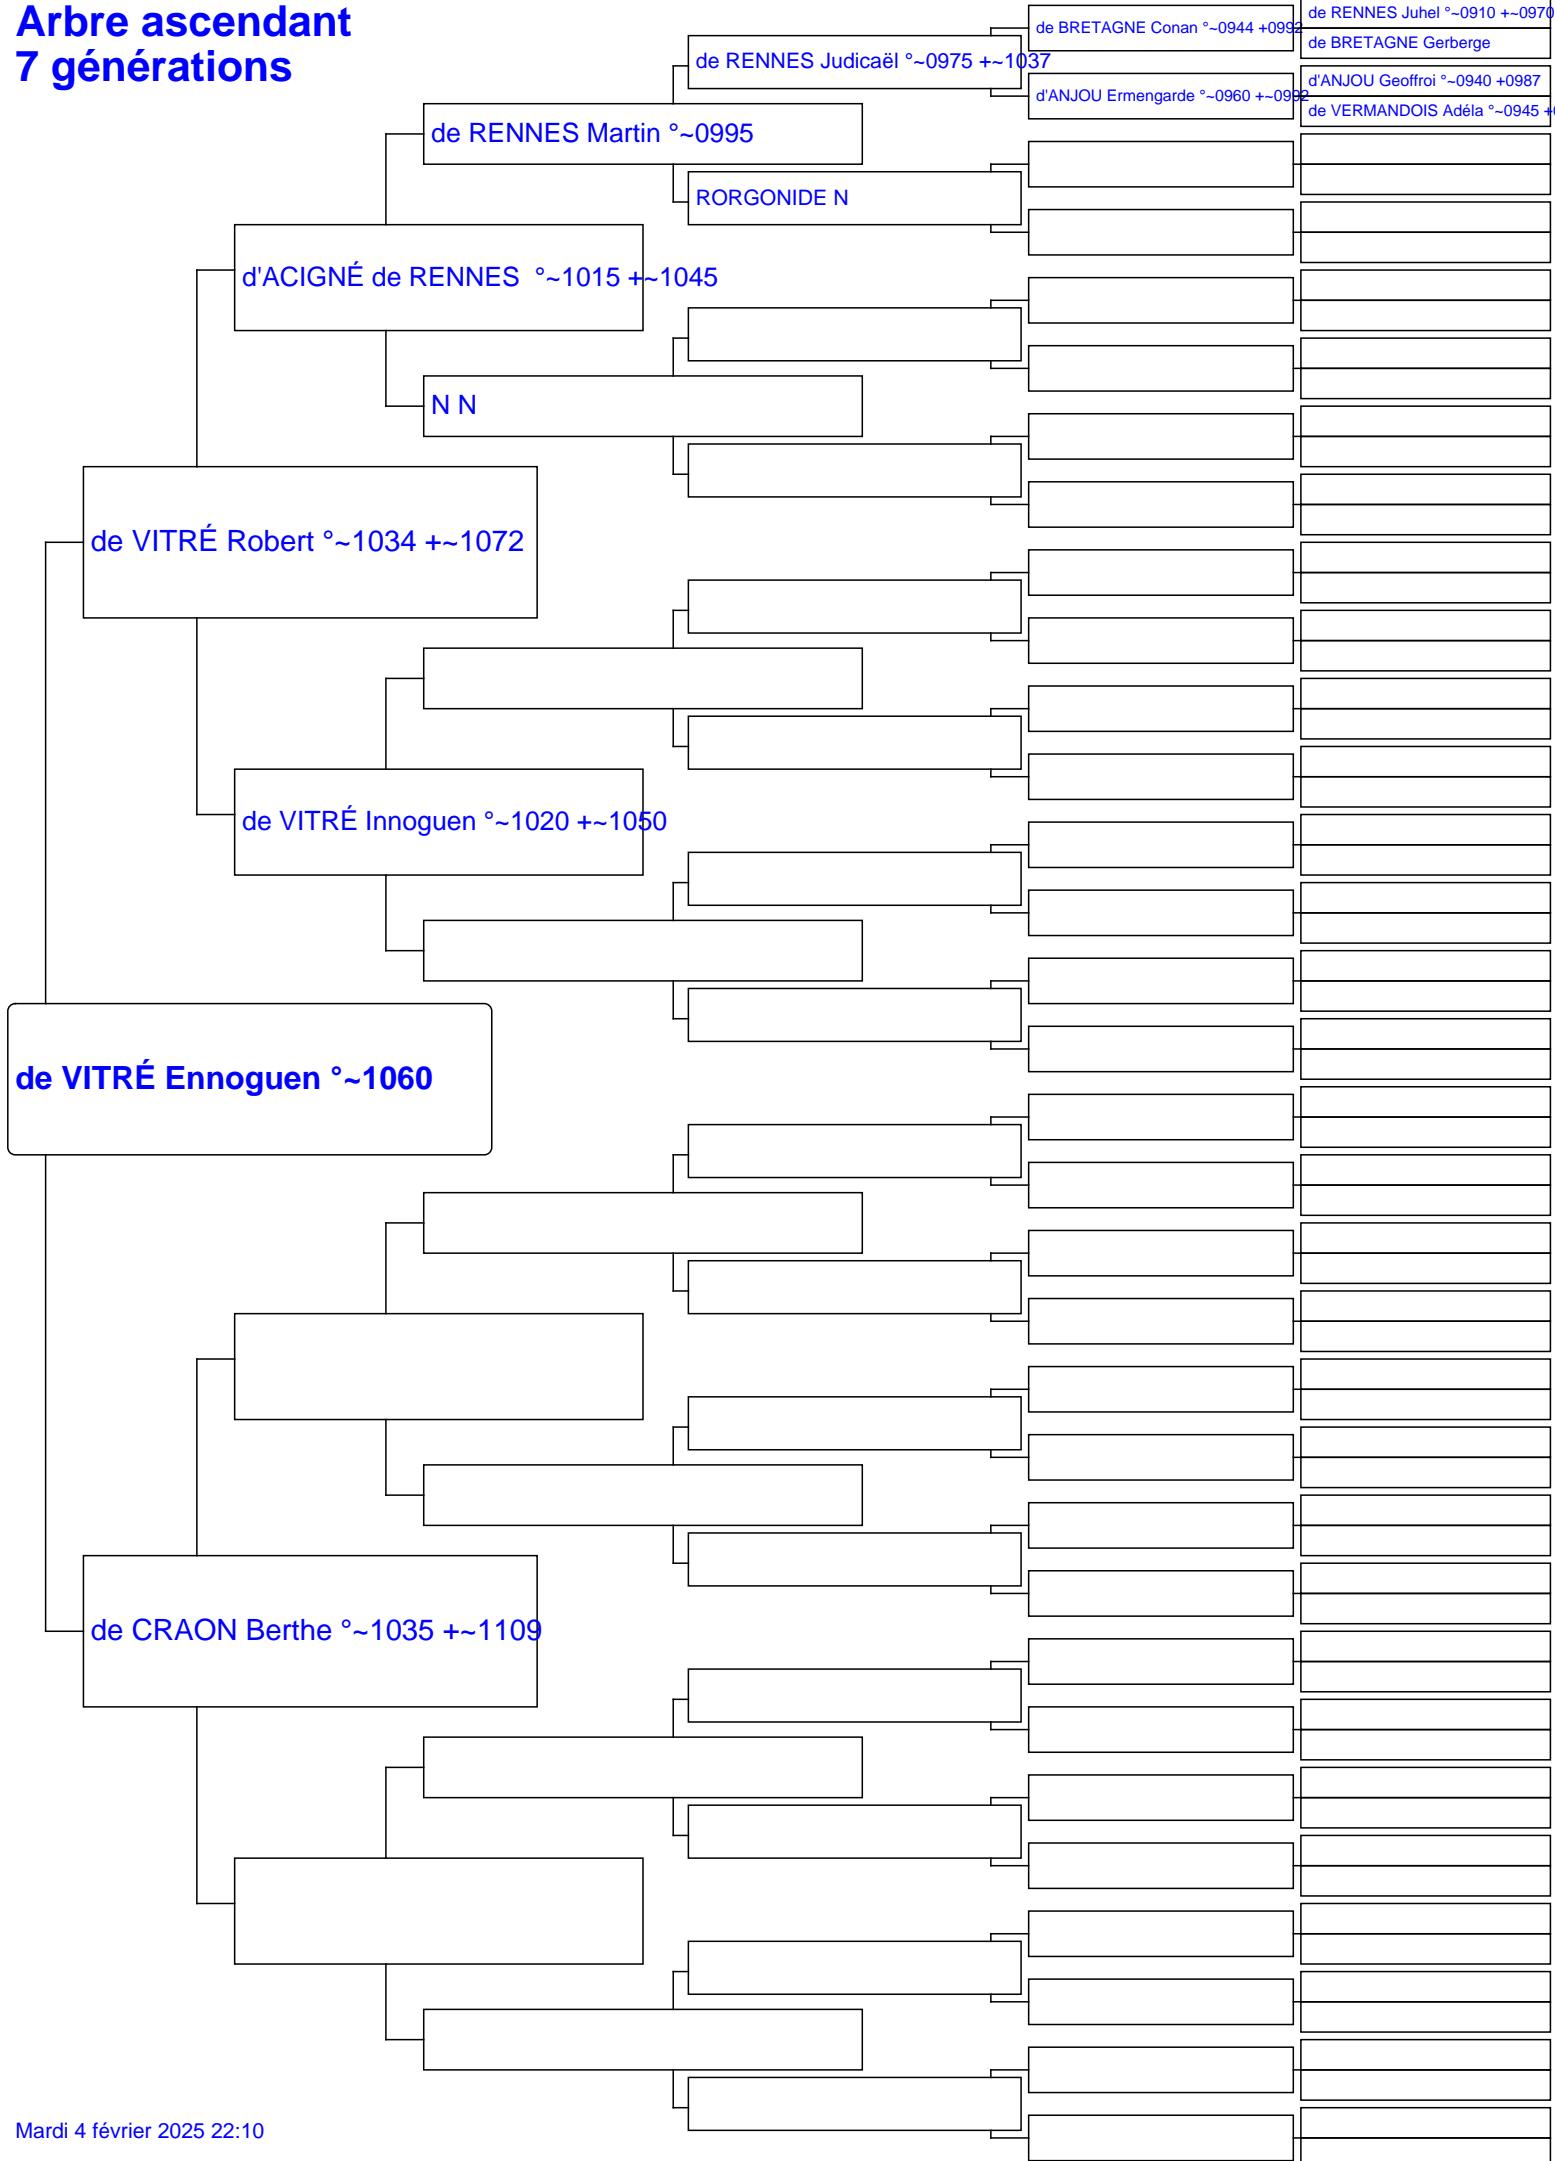 Arbre ascendant
7 générations
de RENNES Juhel °~0910 +~0970
de BRETAGNE Conan °~0944 +0992
de BRETAGNE Gerberge
de RENNES Judicaël °~0975 +~1037
d'ANJOU Geoffroi °~0940 +0987
d'ANJOU Ermengarde °~0960 +~0992
de VERMANDOIS Adéla °~0945 +
de RENNES Martin °~0995
RORGONIDE N
d'ACIGNÉ de RENNES °~1015 +~1045
N N
de VITRÉ Robert °~1034 +~1072
de VITRÉ Innoguen °~1020 +~1050
de VITRÉ Ennoguen °~1060
de CRAON Berthe °~1035 +~1109
Mardi 4 février 2025 22:10